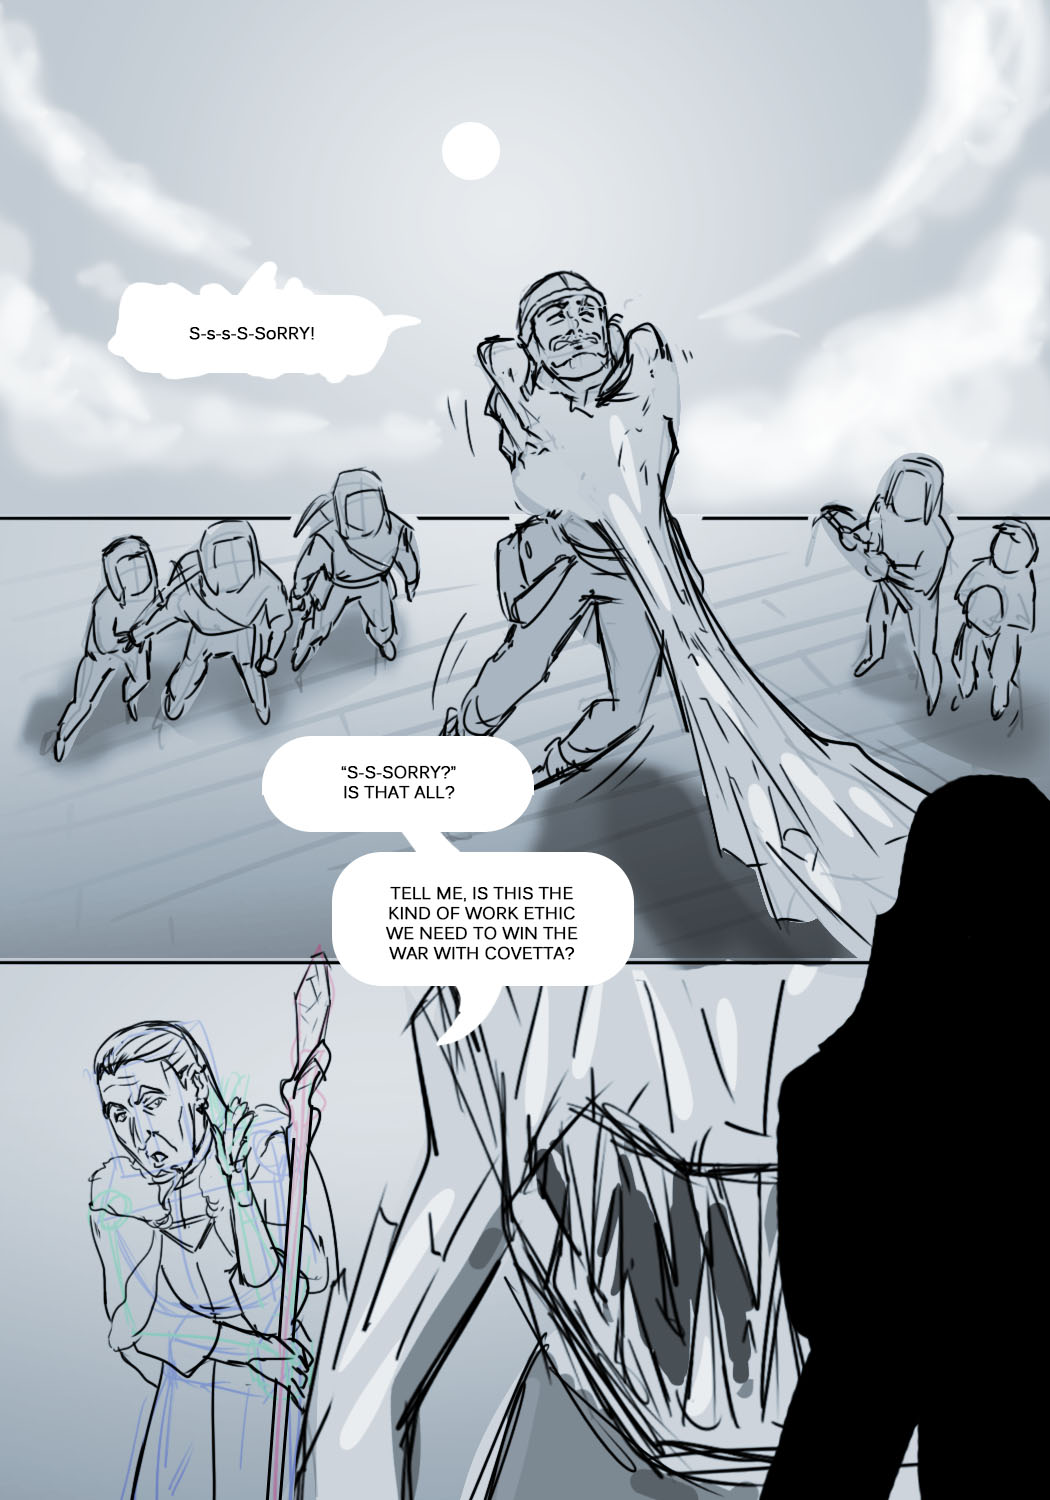 S-s-s-S-SoRRY!
“S-S-SORRY?”
IS THAT ALL?
TELL ME, IS THIS THE
KIND OF WORK ETHIC
WE NEED TO WIN THE
WAR WITH COVETTA?